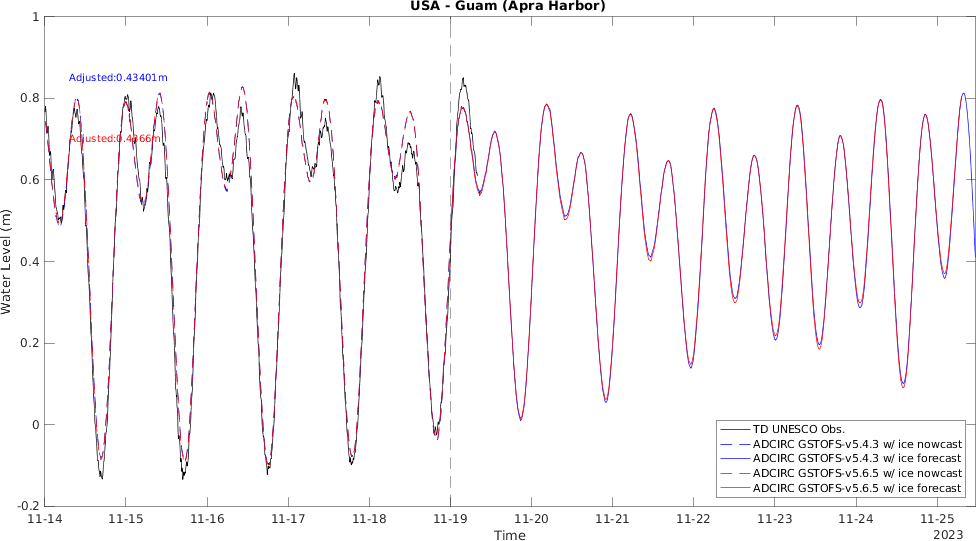 USA - Guam (Apra Harbor)
1
0.8
0.6
0.4
0.2
0
-0.2
Water Level (m)
Adjusted:0.43401m
Adjusted:0.4366m
TD UNESCO Obs.
ADCIRC GSTOFS-v5.4.3 w/ ice nowcast
ADCIRC GSTOFS-v5.4.3 w/ ice forecast
ADCIRC GSTOFS-v5.6.5 w/ ice nowcast
ADCIRC GSTOFS-v5.6.5 w/ ice forecast
11-14 11-15 11-16 11-17 11-18 11-19 11-20 11-21 11-22 11-23 11-24 11-25
Time
2023